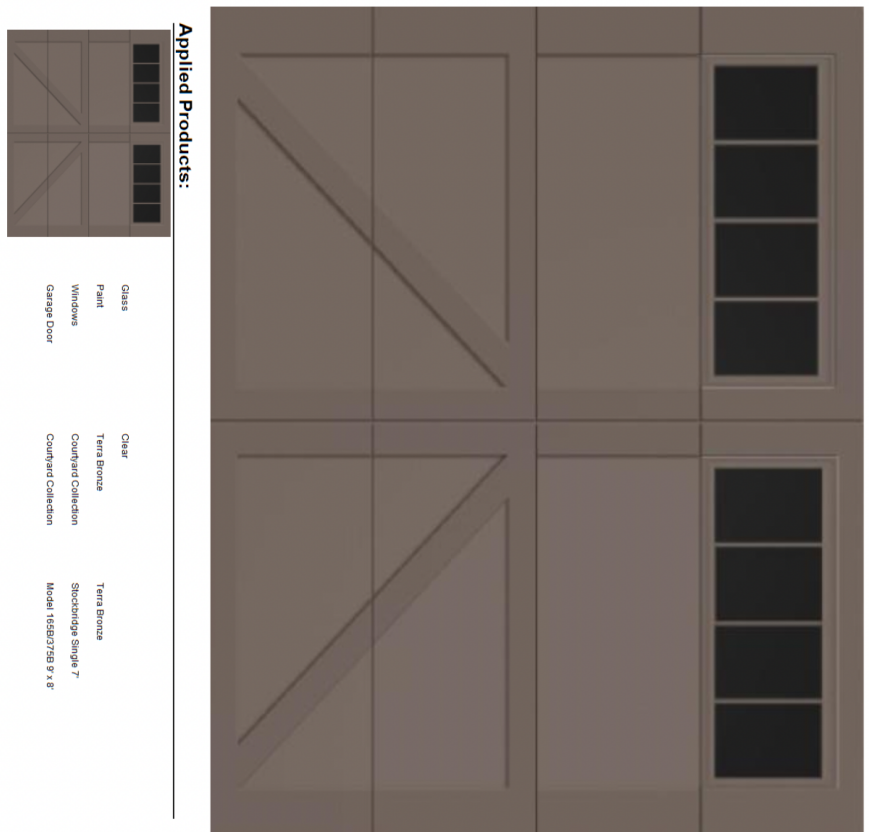 Applied Products:
Glass Clear
Paint Terra Bronze Terra Bronze
Windows Courtyard Collection Stockbridge Single 7'
Garage Door Courtyard Collection Model 165B/375B 9' x 8'